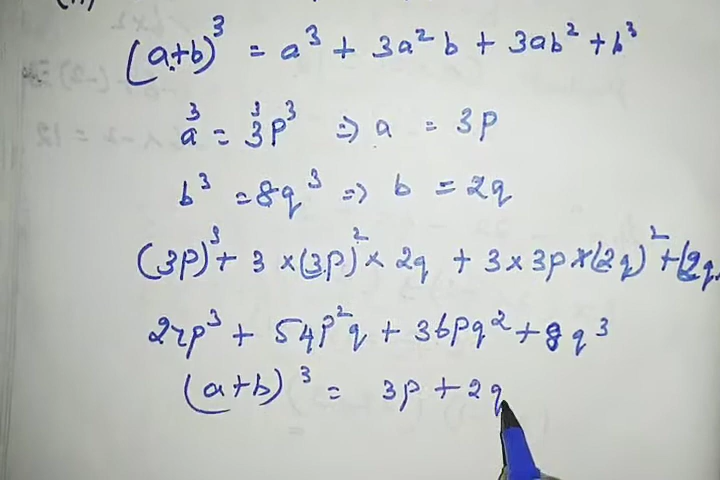 (a+b)³ = a³ + 3a²b + 3ab² + b³
a³ = 3³p³ => a = 3p
b³ = 8q³ => b = 2q
(3p)³ + 3 × (3p)² × 2q + 3 × 3p × (2q)² + (2q
27p³ + 54p²q + 36pq² + 8q³
(a+b)³ = 3p + 2q